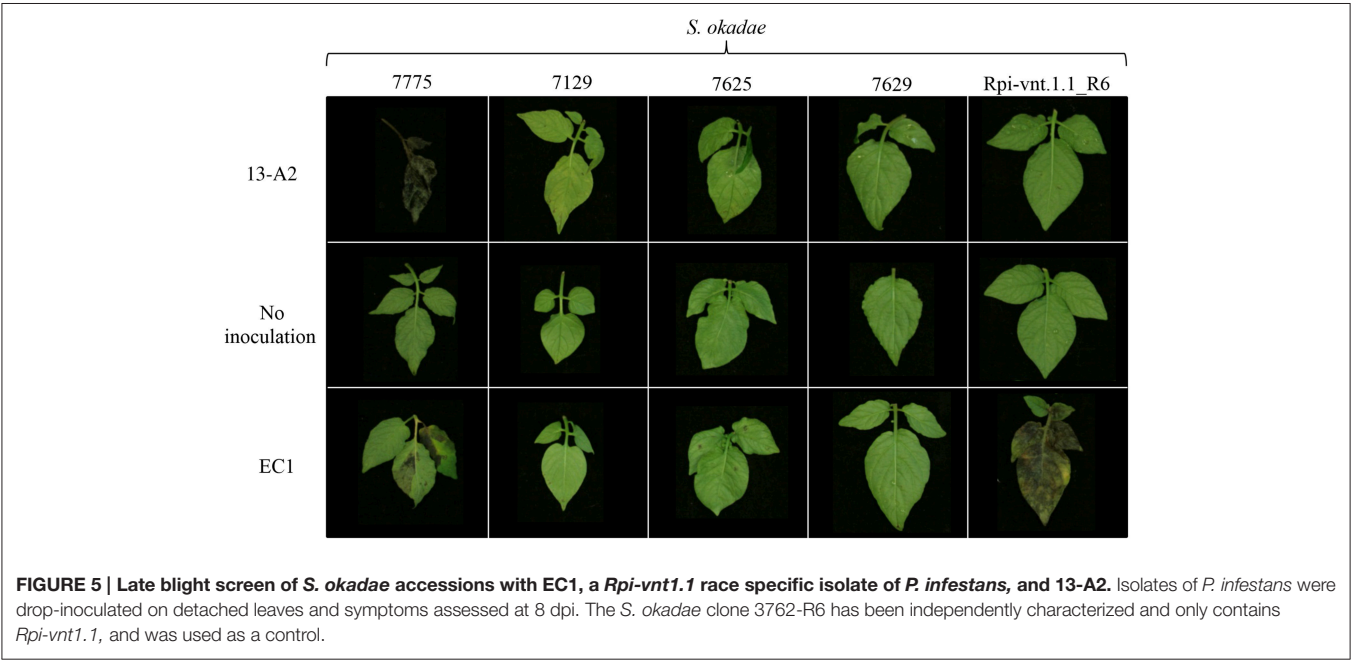 S. okadae
7775 7129 7625 7629 Rpi-vnt.1.1_R6
13-A2
No
inoculation
EC1
FIGURE 5 | Late blight screen of S. okadae accessions with EC1, a Rpi-vnt1.1 race specific isolate of P. infestans, and 13-A2. Isolates of P. infestans were
drop-inoculated on detached leaves and symptoms assessed at 8 dpi. The S. okadae clone 3762-R6 has been independently characterized and only contains
Rpi-vnt1.1, and was used as a control.